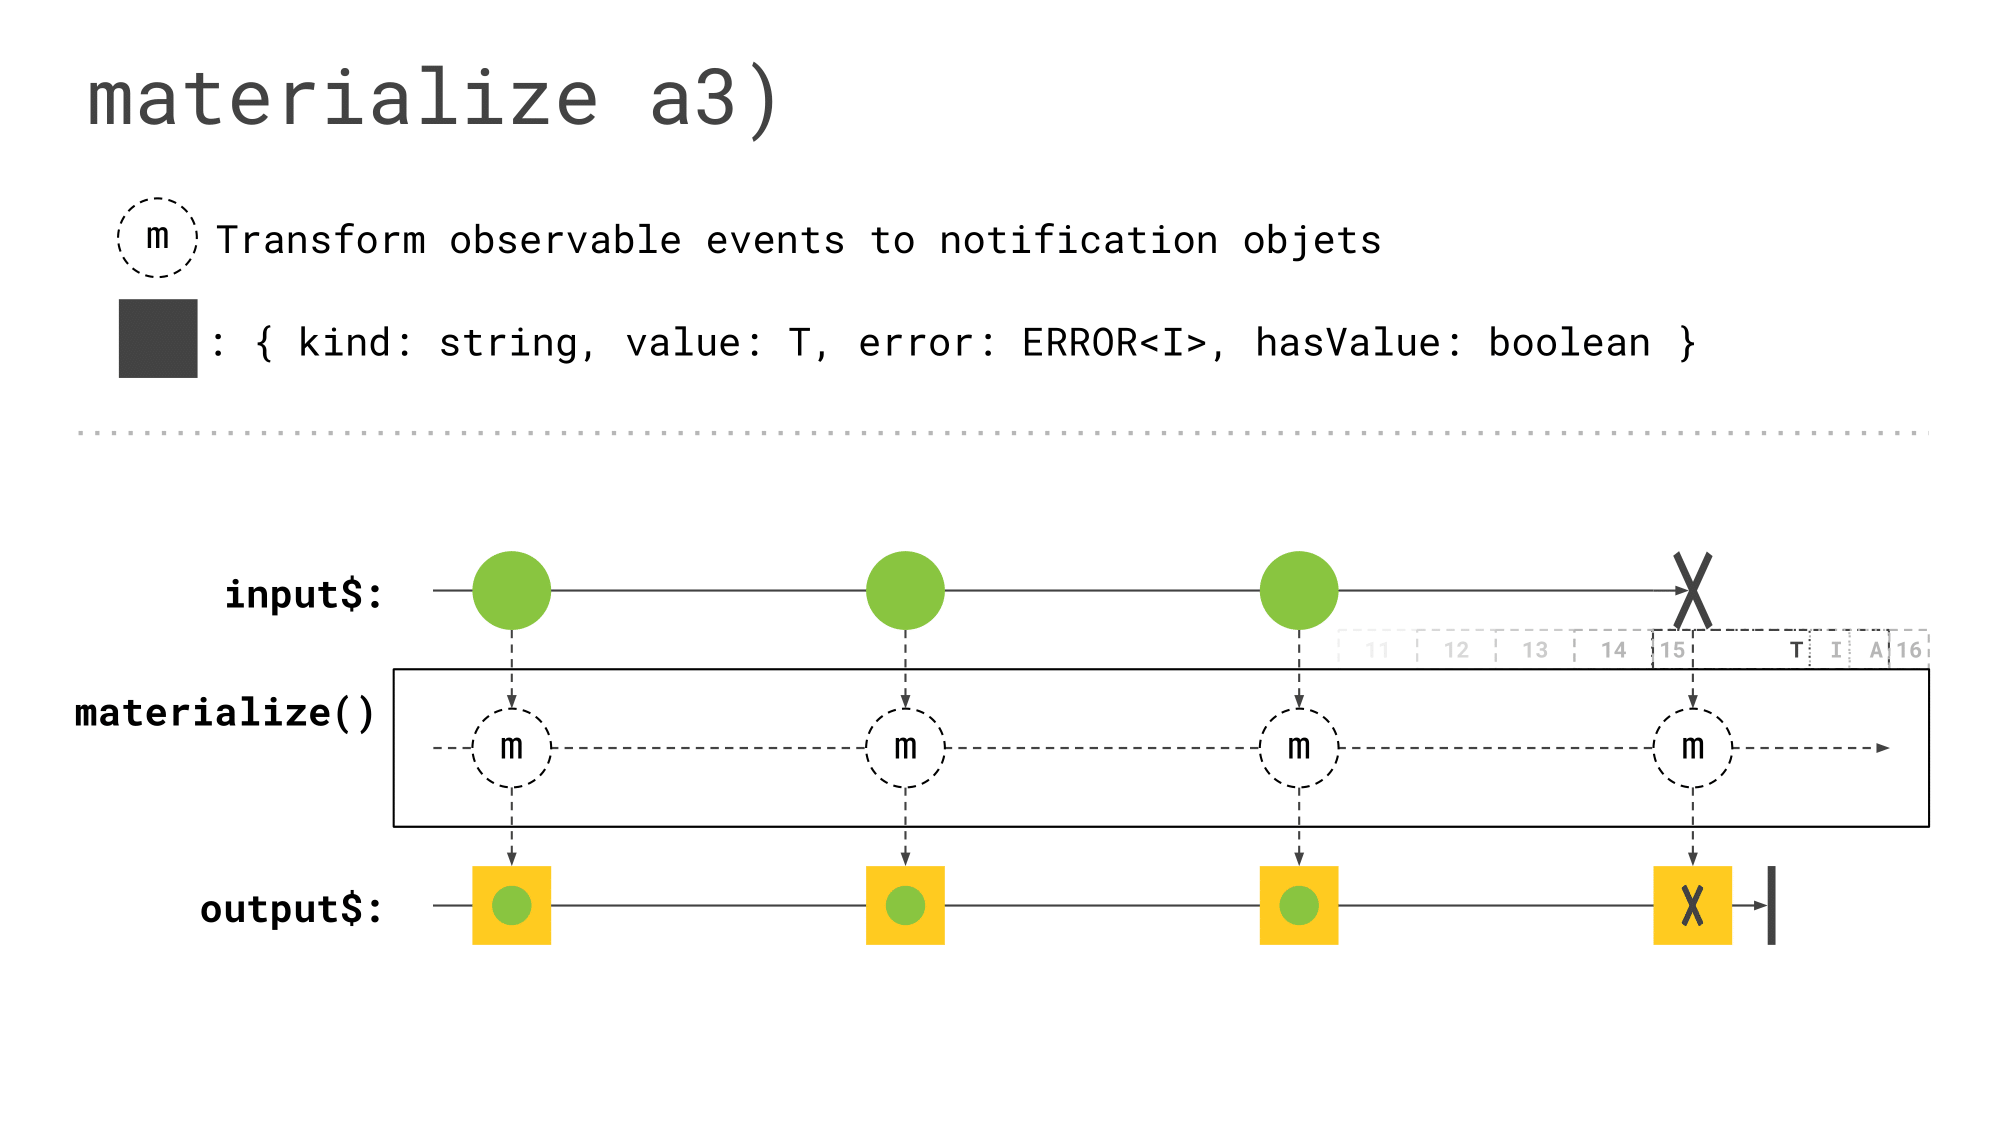 materialize a3)
m Transform observable events to notification objets
: { kind: string, value: T, error: ERROR<I>, hasValue: boolean }
input$: X
11 12 13 14 15 T I A 16
materialize()
m m m m
output$: X